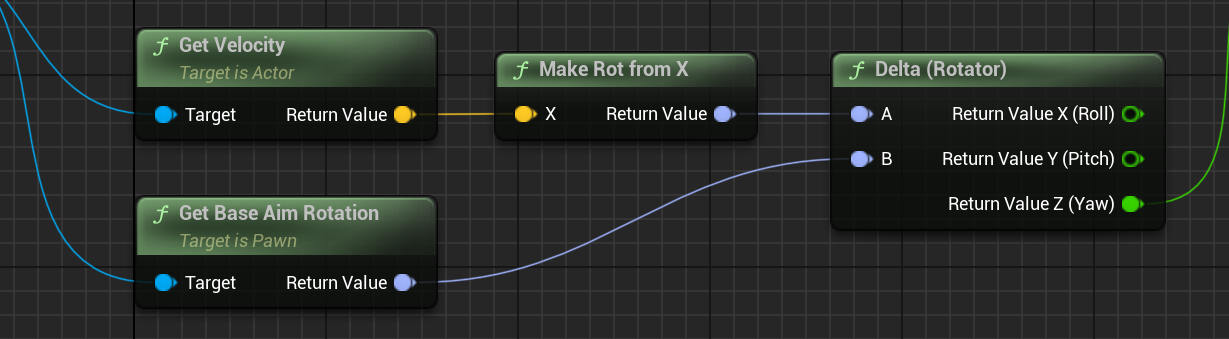 Get Velocity
Target is Actor
Target Return Value
Make Rot from X
X Return Value
Delta (Rotator)
A Return Value X (Roll)
B Return Value Y (Pitch)
Return Value Z (Yaw)
Get Base Aim Rotation
Target is Pawn
Target Return Value